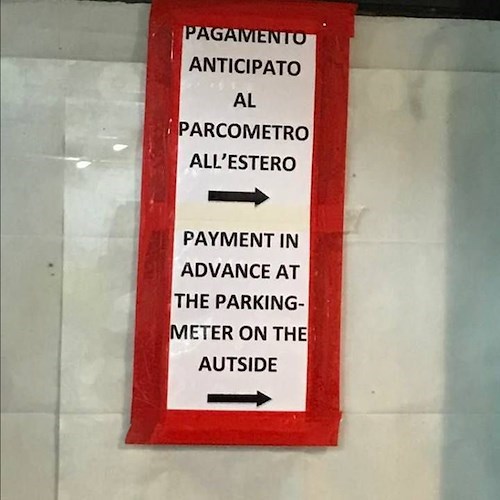 PAGAMENTO
ANTICIPATO
AL
PARCOMETRO
ALL'ESTERO
PAYMENT IN
ADVANCE AT
THE PARKING-
METER ON THE
AUTSIDE